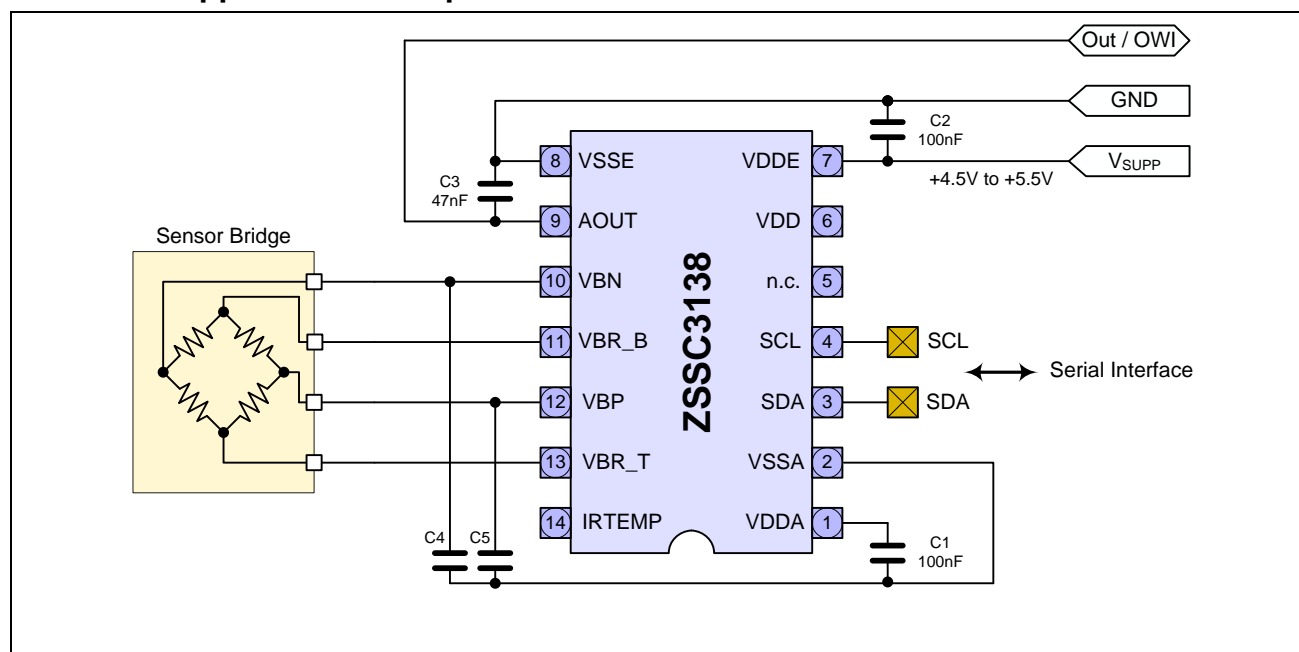 Out / OWI
GND
C2
100nF
VSUPP
+4.5V to +5.5V
C3
47nF
8 VSSE
VDDE 7
9 AOUT
VDD 6
Sensor Bridge
10 VBN
n.c. 5
11 VBR_B
SCL 4
SCL
Serial Interface
12 VBP
SDA 3
SDA
13 VBR_T
VSSA 2
14 IRTEMP
VDDA 1
ZSSC3138
C4
C5
C1
100nF